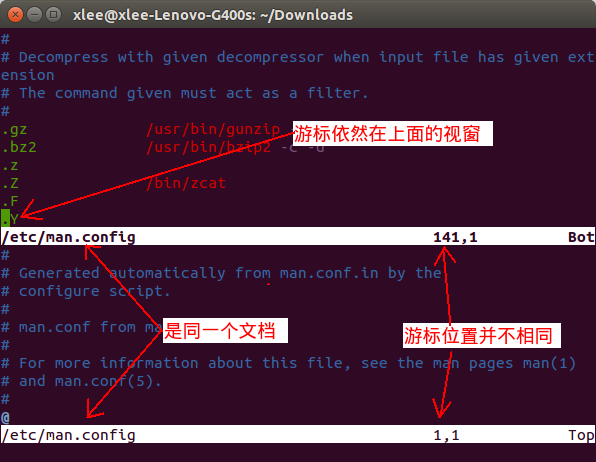 xlee@xlee-Lenovo-G400s: ~/Downloads
#
# Decompress with given decompressor when input file has given ext
ension
# The command given must act as a filter.
#
.gz /usr/bin/gunzip
游标依然在上面的视窗
.bz2 /usr/bin/bzip2 -c -d
.z
.Z /bin/zcat
.F
.Y
/etc/man.config 141,1 Bot
#
# Generated automatically from man.conf.in by the
# configure script.
#
# man.conf from ma
是同一个文档
游标位置并不相同
#
# For more information about this file, see the man pages man(1)
# and man.conf(5).
#
@
/etc/man.config 1,1 Top